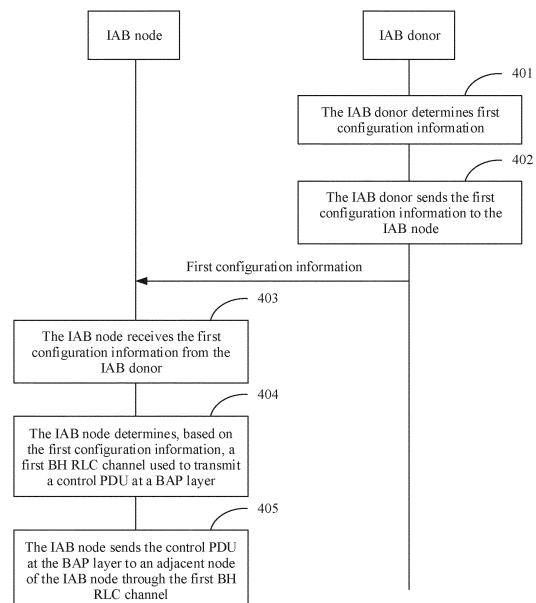 IAB node
IAB donor
401
The IAB donor determines first
configuration information
402
The IAB donor sends the first
configuration information to the
IAB node
First configuration information
403
The IAB node receives the first
configuration information from the
IAB donor
404
The IAB node determines, based on
the first configuration information, a
first BH RLC channel used to transmit
a control PDU at a BAP layer
405
The IAB node sends the control PDU
at the BAP layer to an adjacent node
of the IAB node through the first BH
RLC channel